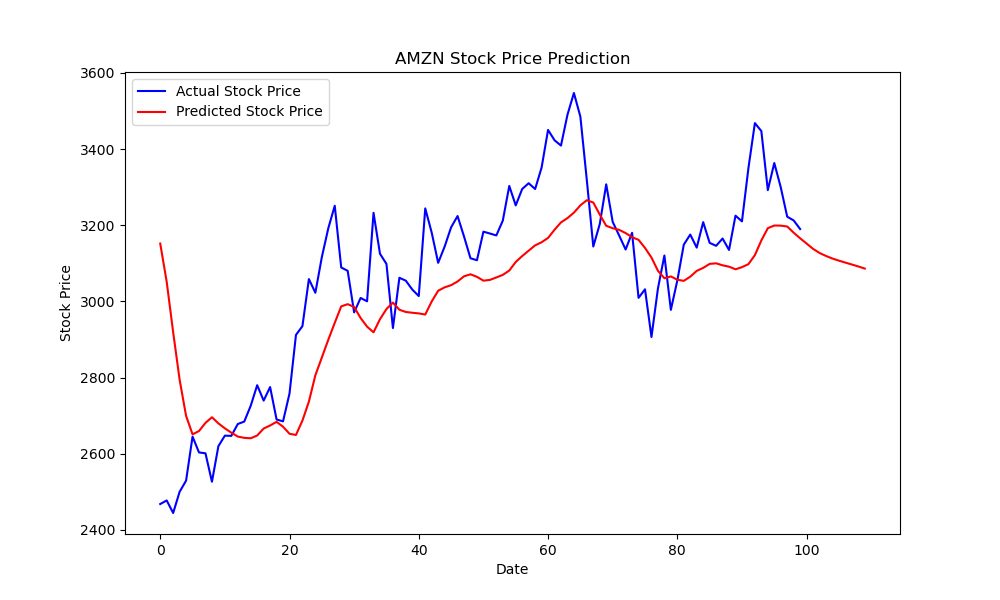 AMZN Stock Price Prediction
Actual Stock Price
Predicted Stock Price
Stock Price
3600
3400
3200
3000
2800
2600
2400
0 20 40 60 80 100
Date